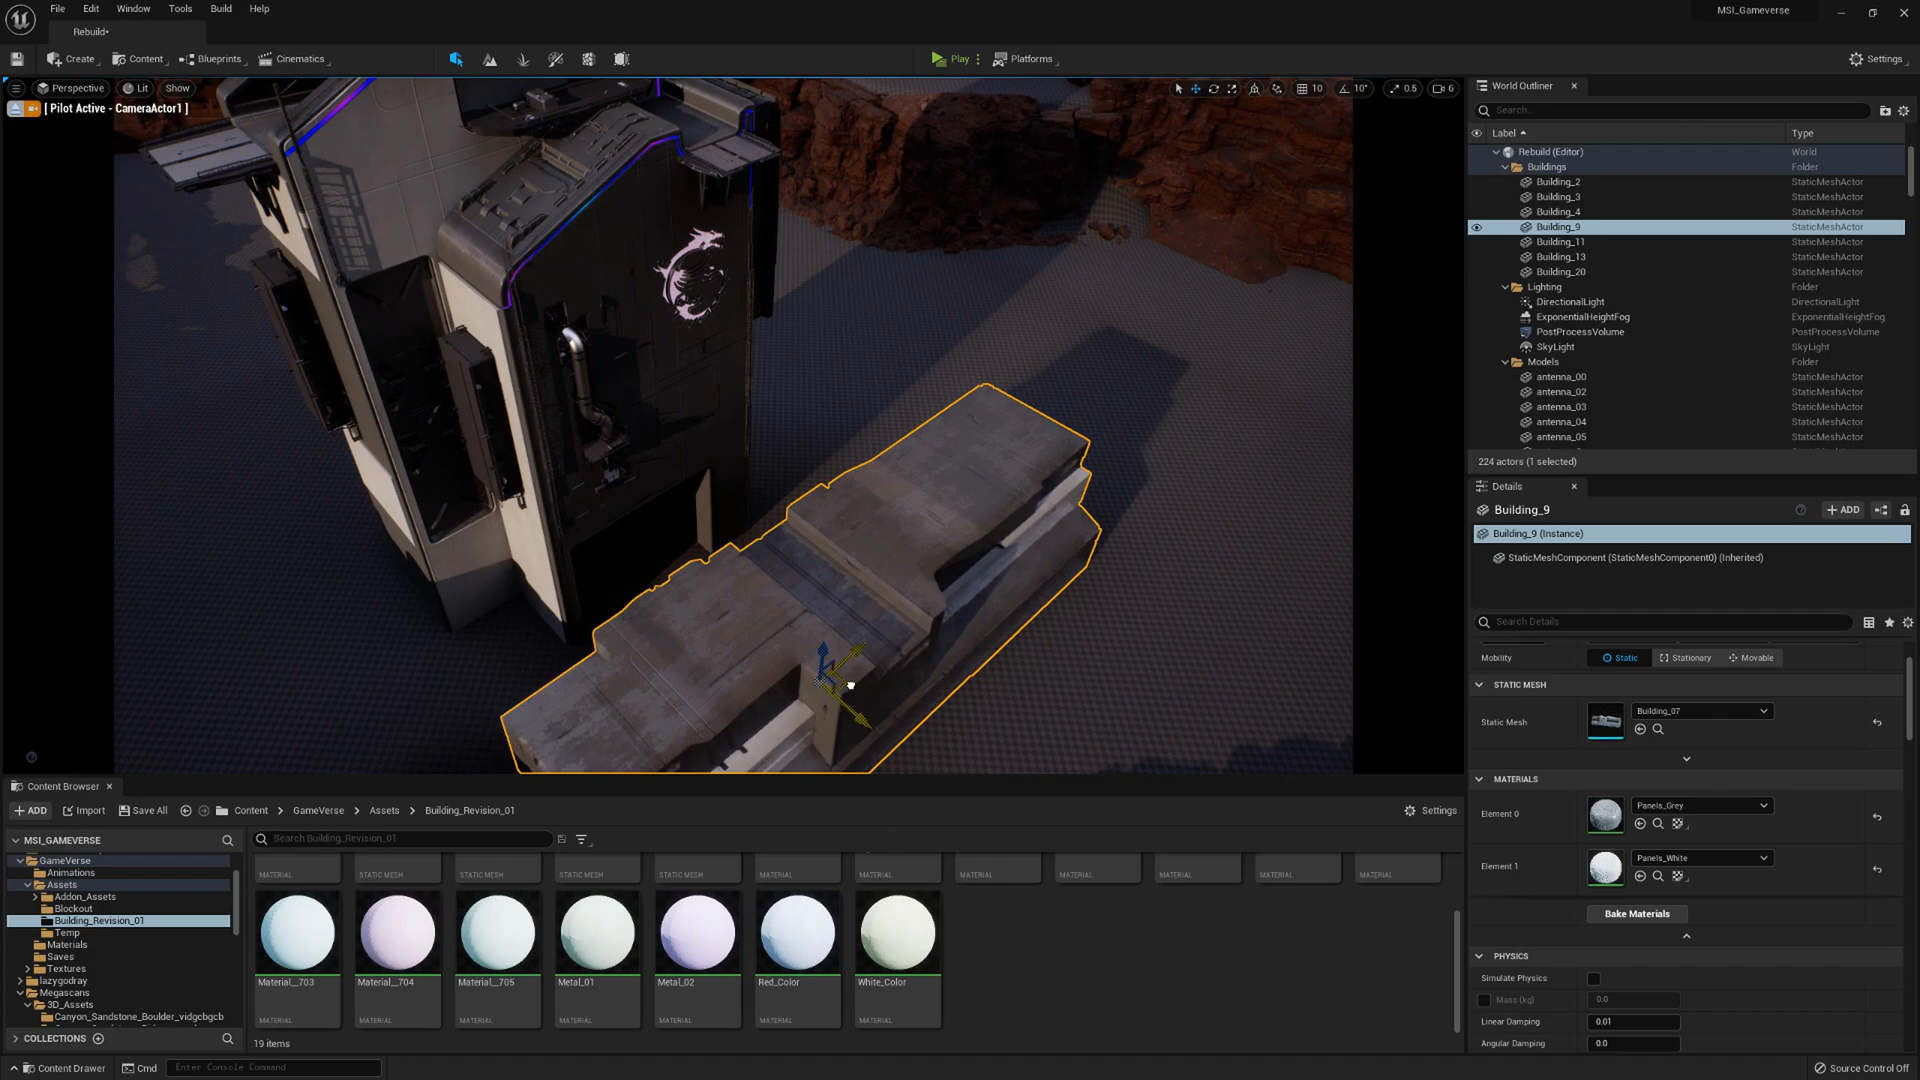 File Edit Window Tools Build Help
MSI_Gameverse
Rebuild•
Create Content Blueprints Cinematics
Play Platforms
Settings
Perspective Lit Show
10 10° 0.5 6
[ Pilot Active - CameraActor1 ]
World Outliner
Search...
Label Type
Rebuild (Editor) World
Buildings Folder
Building_2 StaticMeshActor
Building_3 StaticMeshActor
Building_4 StaticMeshActor
Building_9 StaticMeshActor
Building_11 StaticMeshActor
Building_13 StaticMeshActor
Building_20 StaticMeshActor
Lighting Folder
DirectionalLight DirectionalLight
ExponentialHeightFog ExponentialHeightFog
PostProcessVolume PostProcessVolume
SkyLight SkyLight
Models Folder
antenna_00 StaticMeshActor
antenna_02 StaticMeshActor
antenna_03 StaticMeshActor
antenna_04 StaticMeshActor
antenna_05 StaticMeshActor
224 actors (1 selected)
Details
Building_9
+ ADD
Building_9 (Instance)
StaticMeshComponent (StaticMeshComponent0) (Inherited)
Search Details
Mobility Static Stationary Movable
STATIC MESH
Static Mesh Building_07
MATERIALS
Element 0 Panels_Grey
Element 1 Panels_White
Bake Materials
PHYSICS
Simulate Physics
Mass (kg) 0.0
Linear Damping 0.01
Angular Damping 0.0
Content Browser
+ ADD Import Save All Content GameVerse Assets Building_Revision_01
Settings
MSI_GAMEVERSE
Search Building_Revision_01
GameVerse
Animations
Assets
Addon_Assets
Blockout
Building_Revision_01
Temp
Materials
Saves
Textures
lazygodray
Megascans
3D_Assets
Canyon_Sandstone_Boulder_vidgcbgcb
COLLECTIONS
MATERIAL STATIC MESH STATIC MESH STATIC MESH STATIC MESH MATERIAL MATERIAL MATERIAL MATERIAL MATERIAL MATERIAL MATERIAL
Material__703 Material__704 Material__705 Metal_01 Metal_02 Red_Color White_Color
MATERIAL MATERIAL MATERIAL MATERIAL MATERIAL MATERIAL MATERIAL
19 items
Content Drawer Cmd Enter Console Command
Source Control Off